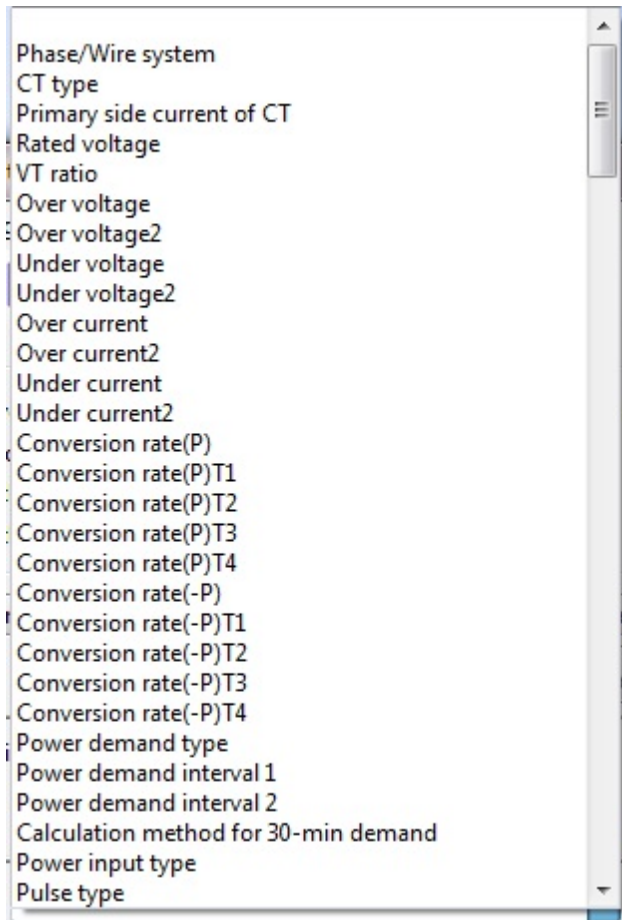 Phase/Wire system
CT type
Primary side current of CT
Rated voltage
VT ratio
Over voltage
Over voltage2
Under voltage
Under voltage2
Over current
Over current2
Under current
Under current2
Conversion rate(P)
Conversion rate(P)T1
Conversion rate(P)T2
Conversion rate(P)T3
Conversion rate(P)T4
Conversion rate(-P)
Conversion rate(-P)T1
Conversion rate(-P)T2
Conversion rate(-P)T3
Conversion rate(-P)T4
Power demand type
Power demand interval 1
Power demand interval 2
Calculation method for 30-min demand
Power input type
Pulse type